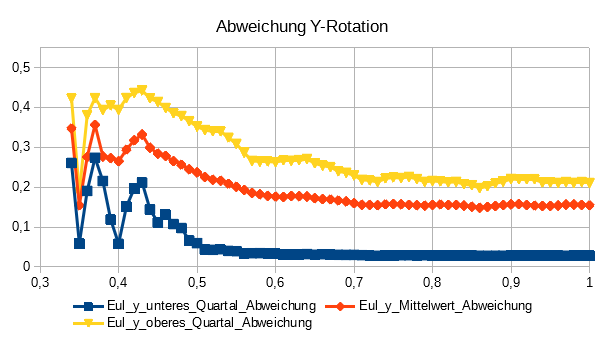 Abweichung Y-Rotation
0,5
0,4
0,3
0,2
0,1
0
0,3 0,4 0,5 0,6 0,7 0,8 0,9 1
Eul_y_unteres_Quartal_Abweichung Eul_y_Mittelwert_Abweichung
Eul_y_oberes_Quartal_Abweichung